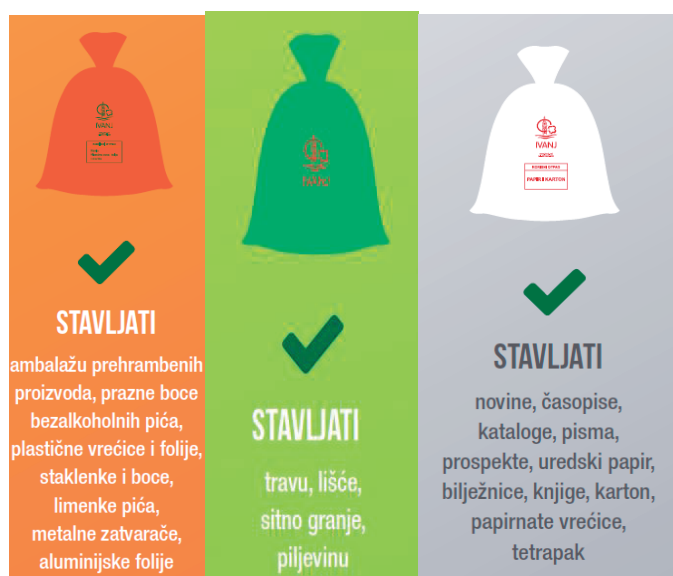 IVANJ
STAVLJATI
ambalažu prehrambenih
proizvoda, prazne boce
bezalkoholnih pića,
plastične vrećice i folije,
staklenke i boce,
limenke pića,
metalne zatvarače,
aluminijske folije
IVANJ
STAVLJATI
travu, lišće,
sitno granje,
piljevinu
IVANJ
KORISNI OTPAD
PAPIR I KARTON
STAVLJATI
novine, časopise,
kataloge, pisma,
prospekte, uredski papir,
bilježnice, knjige, karton,
papirnate vrećice,
tetrapak